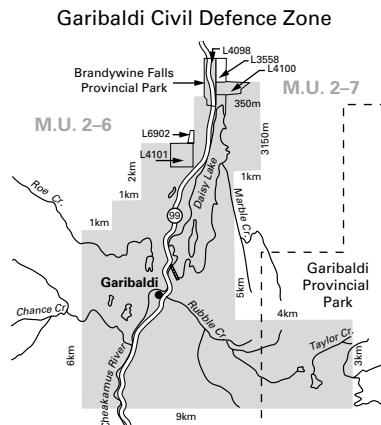 Garibaldi Civil Defence Zone
L4098
L3558
L4100
Brandywine Falls
Provincial Park
350m
M.U. 2–7
M.U. 2–6
L6902
L4101
3150m
2km
1km
Daisy Lake
Marble Cr.
Roe Cr.
1km
99
1km
Garibaldi
5km
Garibaldi
Provincial
Park
Chance Cr
Rubble Cr.
4km
Taylor Cr.
6km
Cheakamus River
3km
9km